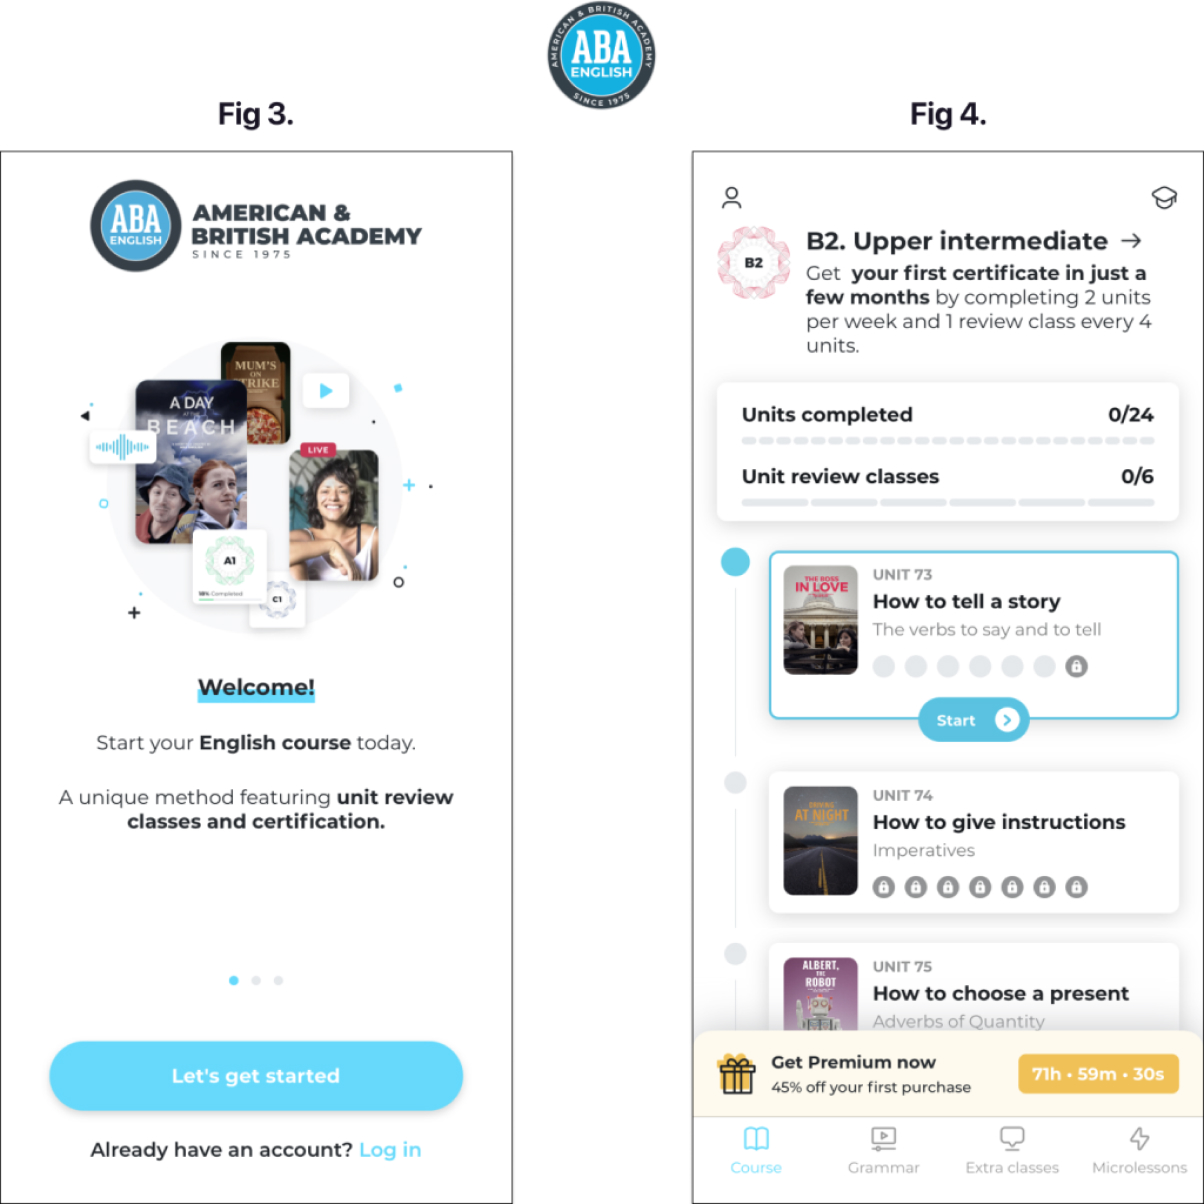 AMERICAN & BRITISH ACADEMY
ABA
ENGLISH
SINCE 1975
Fig 3.
ABA
ENGLISH
AMERICAN &
BRITISH ACADEMY
SINCE 1975
MUM'S
ON
STRIKE
A DAY
AT THE
BEACH
LIVE
A1
18% Completed
C1
Welcome!
Start your English course today.
A unique method featuring unit review
classes and certification.
Let's get started
Already have an account? Log in
Fig 4.
B2
B2. Upper intermediate →
Get your first certificate in just a
few months by completing 2 units
per week and 1 review class every 4
units.
Units completed 0/24
Unit review classes 0/6
THE BOSS
IN LOVE
UNIT 73
How to tell a story
The verbs to say and to tell
Start
DRIVING
AT NIGHT
UNIT 74
How to give instructions
Imperatives
ALBERT,
THE
ROBOT
UNIT 75
How to choose a present
Adverbs of Quantity
Get Premium now
45% off your first purchase
71h • 59m • 30s
Course Grammar Extra classes Microlessons